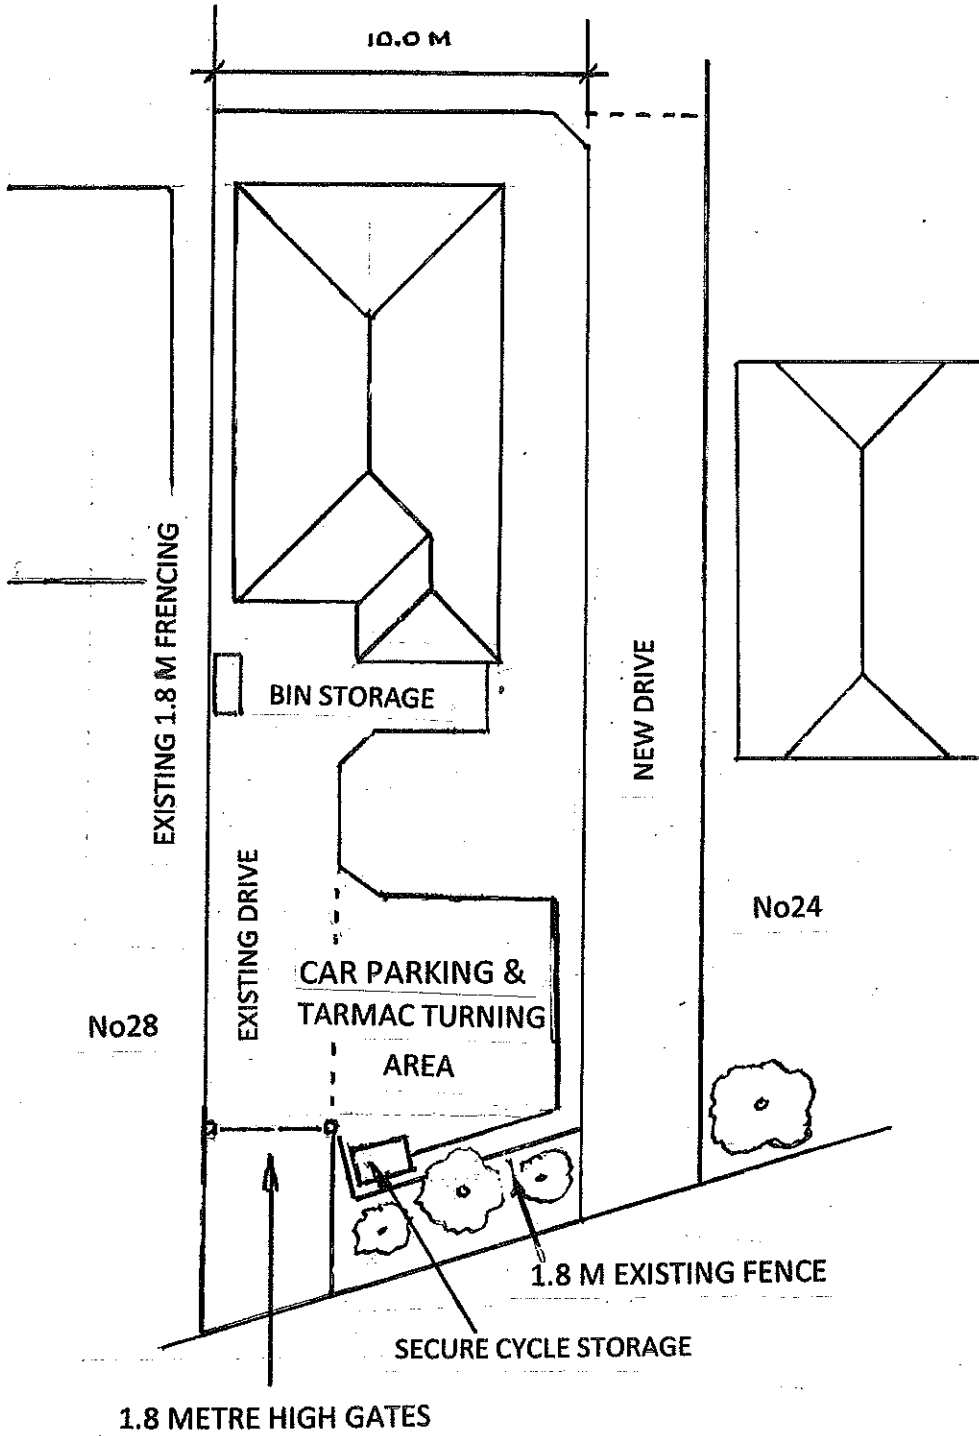 10.0 M
EXISTING 1.8 M FRENCING
BIN STORAGE
NEW DRIVE
EXISTING DRIVE
No24
CAR PARKING &
TARMAC TURNING
AREA
No28
1.8 M EXISTING FENCE
SECURE CYCLE STORAGE
1.8 METRE HIGH GATES